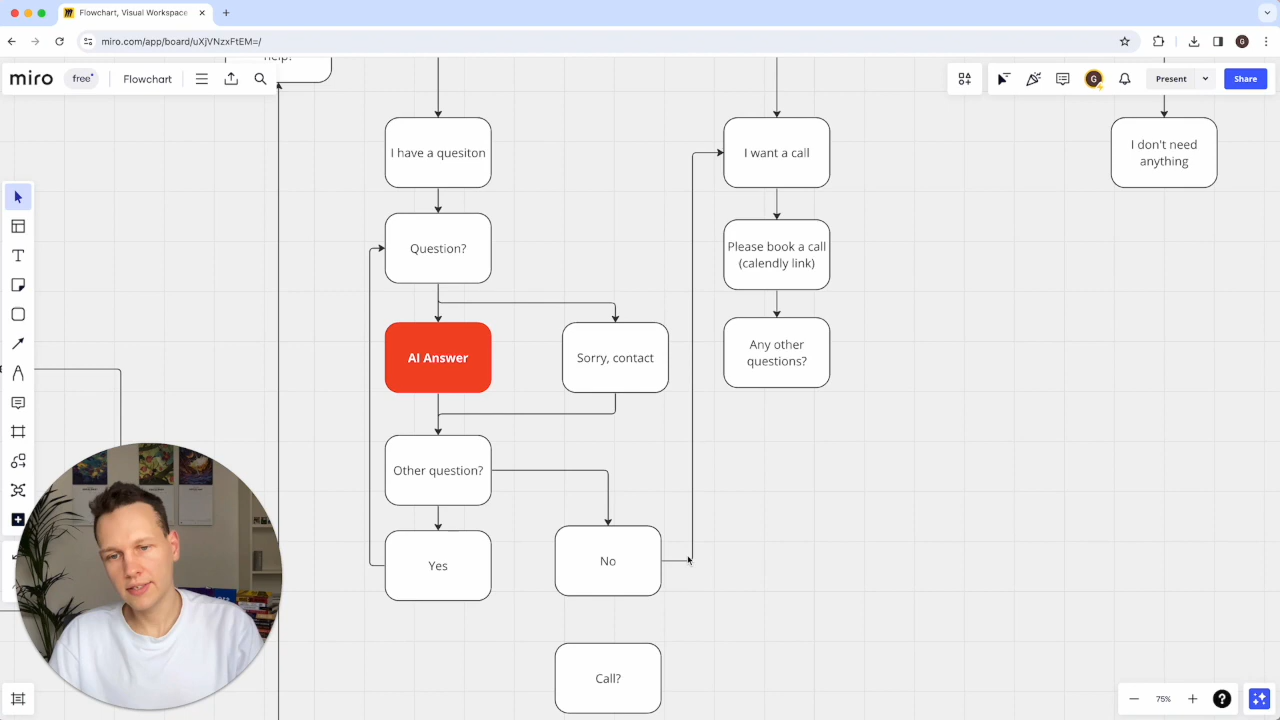 Flowchart, Visual Workspace
miro.com/app/board/uXjVNzxFtEM=/
G
help?
miro
free
Flowchart
G
Present
Share
I have a quesiton
I want a call
I don't need
anything
Question?
Please book a call
(calendly link)
AI Answer
Sorry, contact
Any other
questions?
Other question?
Yes
No
Call?
75%